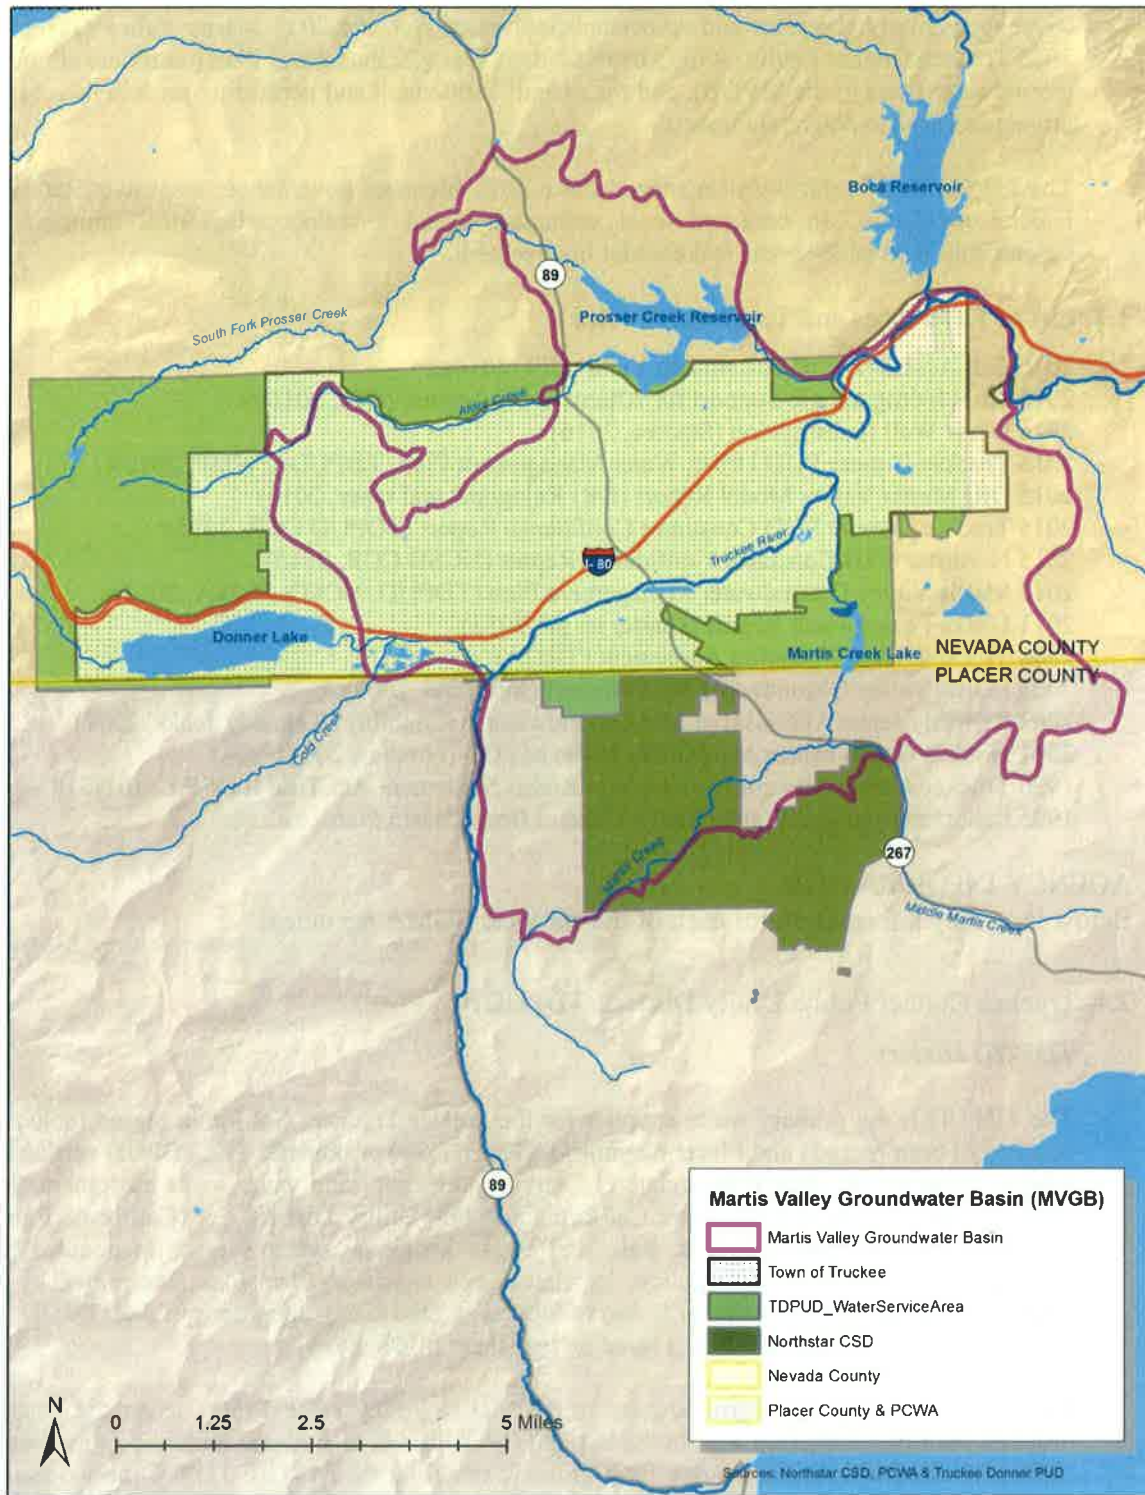 Boca Reservoir
89
Prosser Creek Reservoir
South Fork Prosser Creek
Alder Creek
Truckee River
I-80
Donner Lake
Martis Creek Lake
NEVADA COUNTY
PLACER COUNTY
Cold Creek
Martis Creek
267
Middle Martis Creek
89
Martis Valley Groundwater Basin (MVGB)
Martis Valley Groundwater Basin
Town of Truckee
TDPUD_WaterServiceArea
Northstar CSD
Nevada County
Placer County & PCWA
N
0 1.25 2.5 5 Miles
Sources: Northstar CSD, PCWA & Truckee Donner PUD